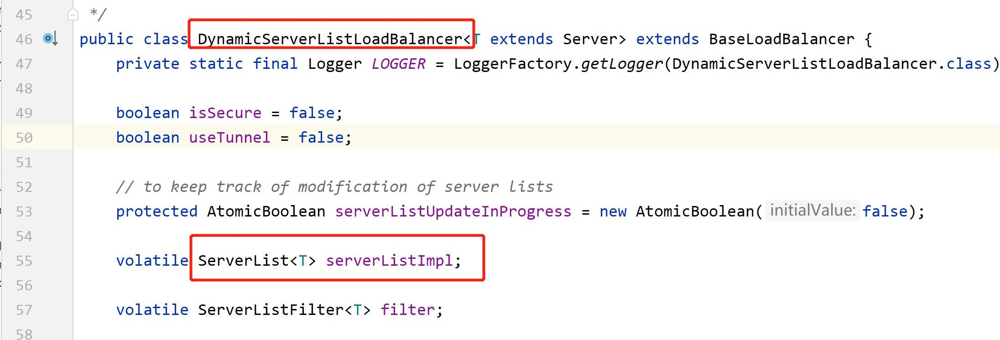 45 */
46 public class DynamicServerListLoadBalancer<T extends Server> extends BaseLoadBalancer {
47 private static final Logger LOGGER = LoggerFactory.getLogger(DynamicServerListLoadBalancer.class)
48
49 boolean isSecure = false;
50 boolean useTunnel = false;
51
52 // to keep track of modification of server lists
53 protected AtomicBoolean serverListUpdateInProgress = new AtomicBoolean( initialValue: false);
54
55 volatile ServerList<T> serverListImpl;
56
57 volatile ServerListFilter<T> filter;
58